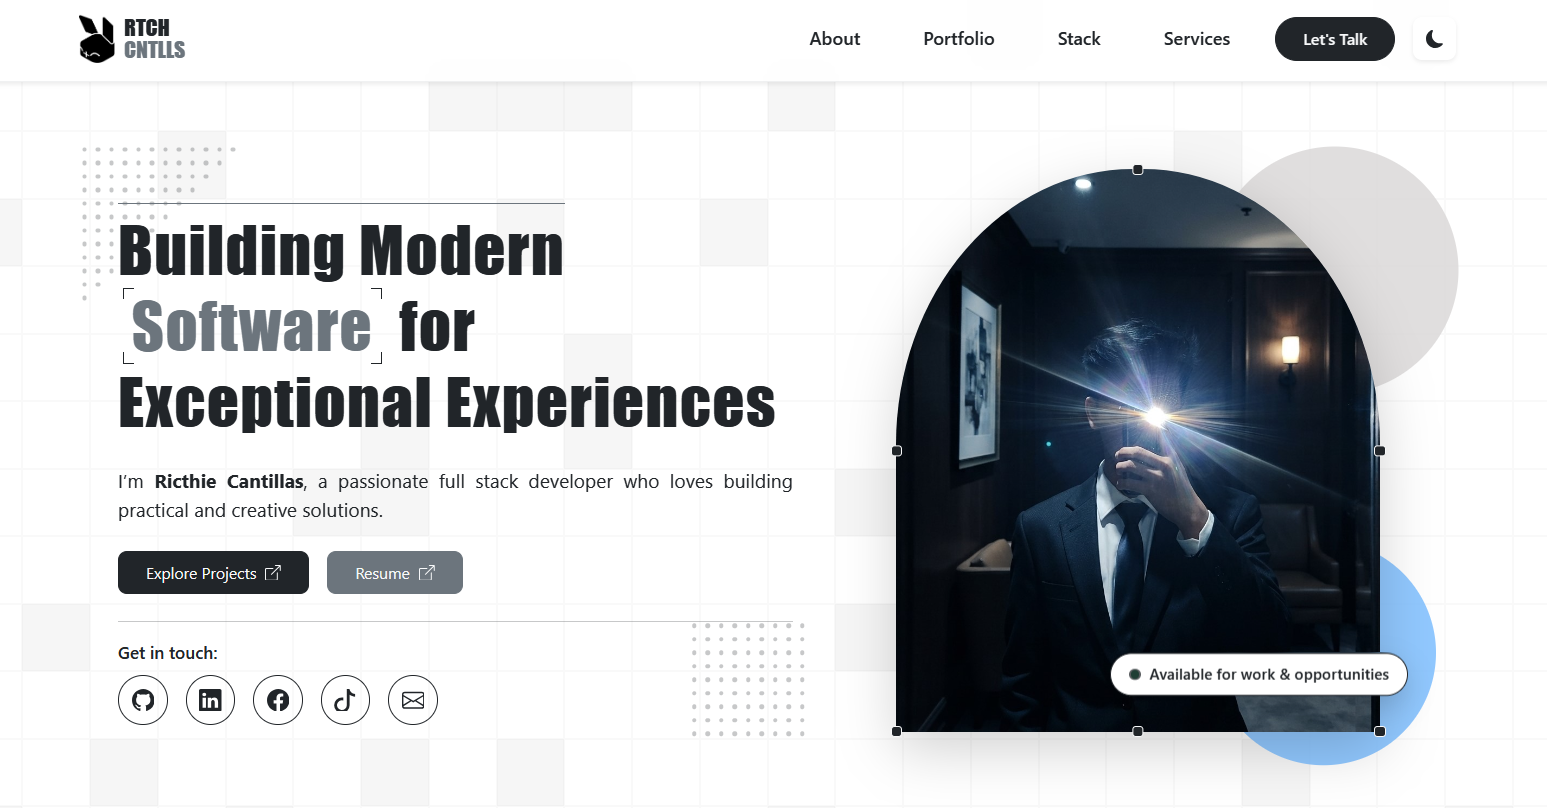 RTCH
CNTLLS
About
Portfolio
Stack
Services
Let's Talk
Building Modern
Software for
Exceptional Experiences
I'm Ricthie Cantillas, a passionate full stack developer who loves building
practical and creative solutions.
Explore Projects
Resume
Get in touch:
Available for work & opportunities